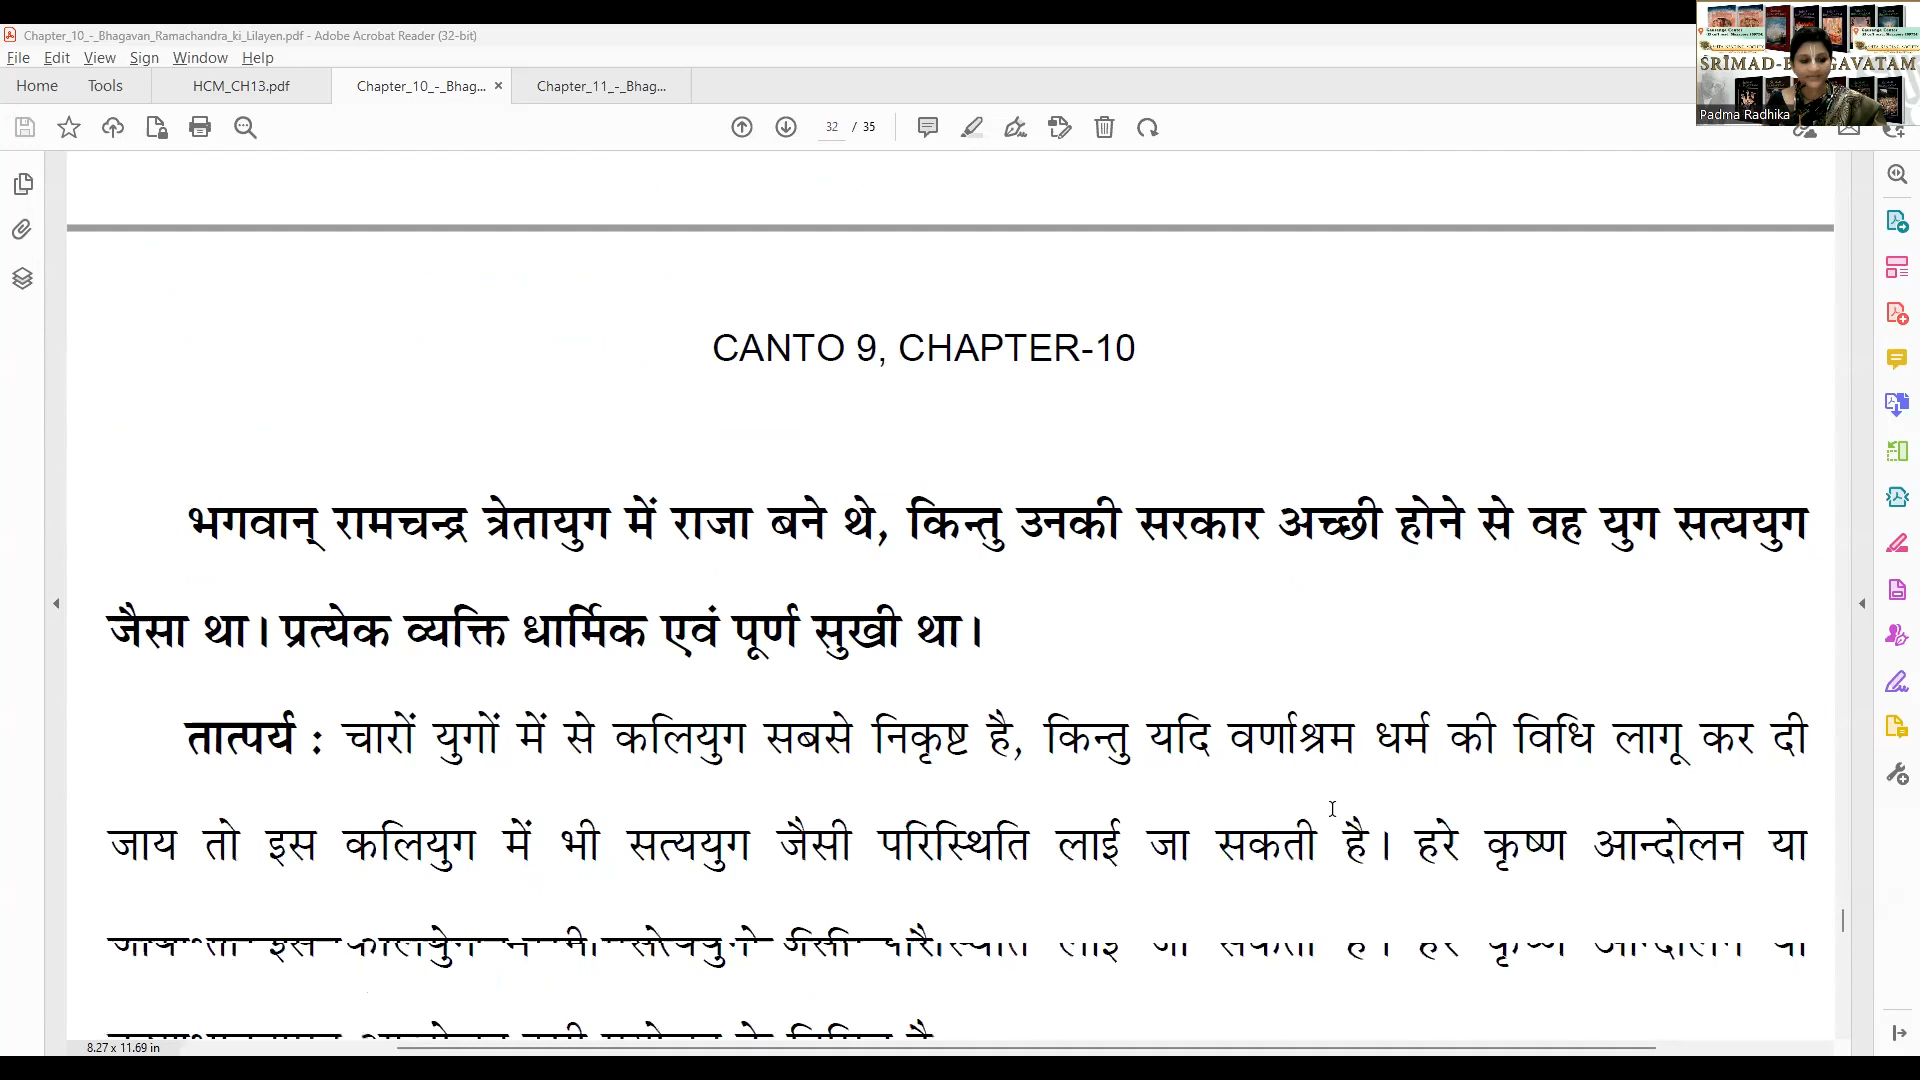 Chapter_10_-_Bhagavan_Ramachandra_ki_Lilayen.pdf - Adobe Acrobat Reader (32-bit)
File Edit View Sign Window Help
Home Tools HCM_CH13.pdf Chapter_10_-_Bhag... × Chapter_11_-_Bhag...
32 / 35
SRIMAD-B GAVATAM
Padma Radhika
CANTO 9, CHAPTER-10
भगवान् रामचन्द्र त्रेतायुग में राजा बने थे, किन्तु उनकी सरकार अच्छी होने से वह युग सत्ययुग
जैसा था। प्रत्येक व्यक्ति धार्मिक एवं पूर्ण सुखी था।
तात्पर्य : चारों युगों में से कलियुग सबसे निकृष्ट है, किन्तु यदि वर्णाश्रम धर्म की विधि लागू कर दी
जाय तो इस कलियुग में भी सत्ययुग जैसी परिस्थिति लाई जा सकती है। हरे कृष्ण आन्दोलन या
8.27 x 11.69 in